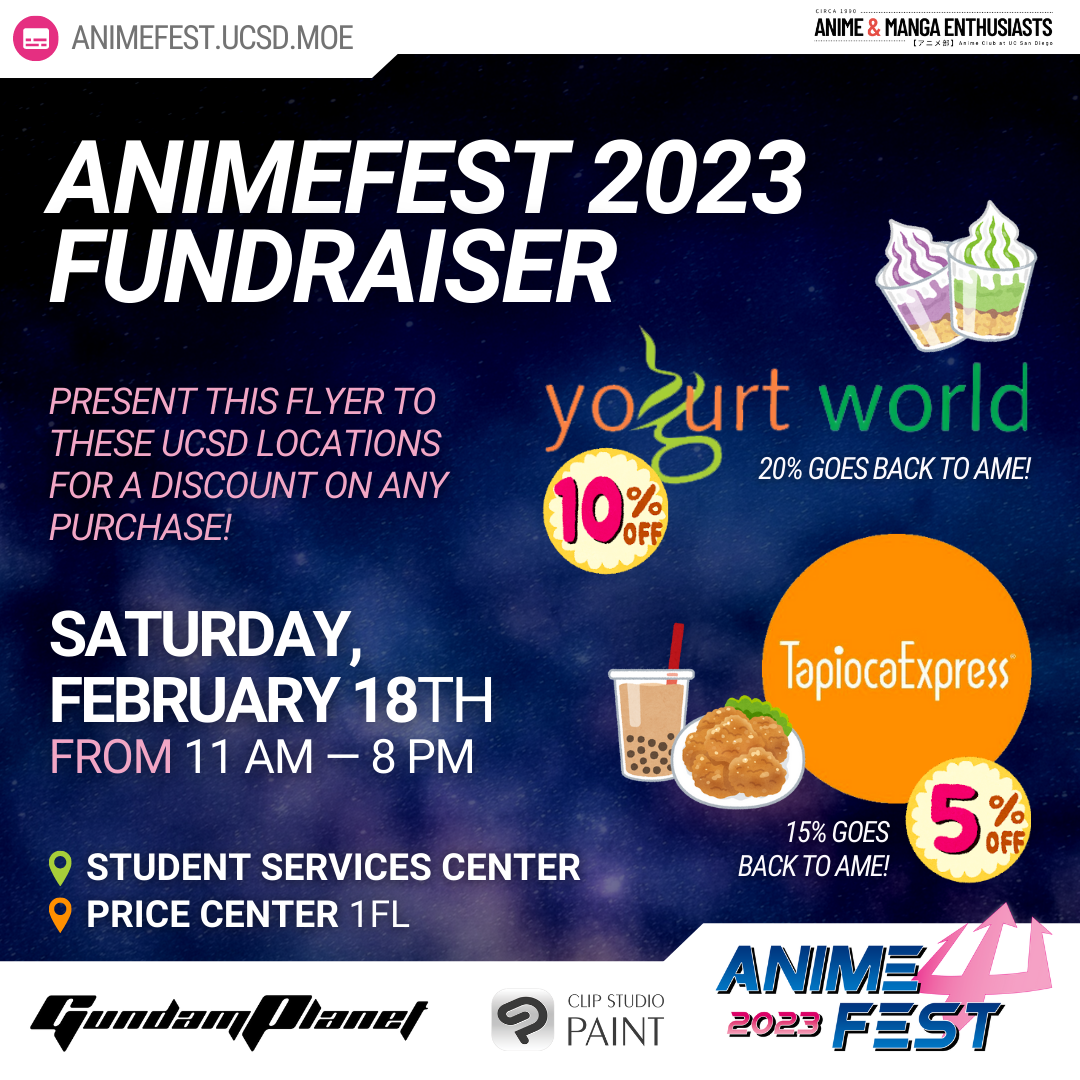 ANIMEFEST.UCSD.MOE
CIRCA 1990
ANIME & MANGA ENTHUSIASTS
【アニメ部】Anime Club at UC San Diego
ANIMEFEST 2023
FUNDRAISER
PRESENT THIS FLYER TO
THESE UCSD LOCATIONS
FOR A DISCOUNT ON ANY
PURCHASE!
yogurt world
20% GOES BACK TO AME!
10% OFF
SATURDAY,
FEBRUARY 18TH
FROM 11 AM — 8 PM
TapiocaExpress®
15% GOES
BACK TO AME!
5% OFF
STUDENT SERVICES CENTER
PRICE CENTER 1FL
GundamPlanet
CLIP STUDIO
PAINT
ANIME
2023 FEST